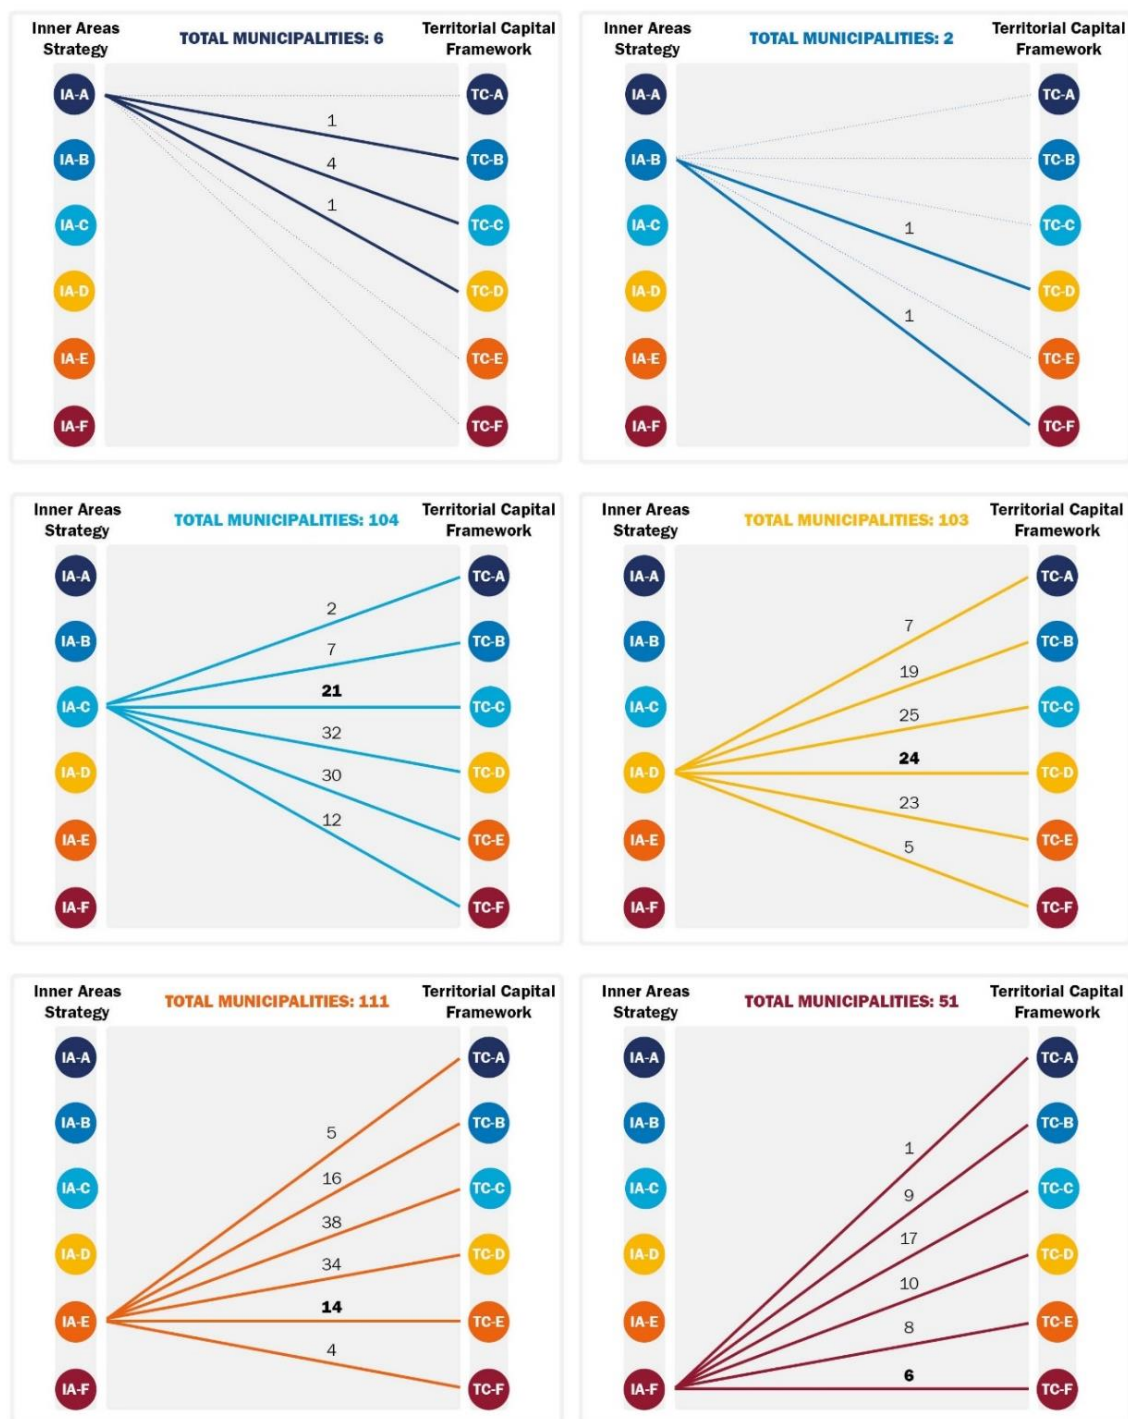 Inner Areas
Strategy
TOTAL MUNICIPALITIES: 6
Territorial Capital
Framework
IA-A
IA-B
IA-C
IA-D
IA-E
IA-F
1
4
1
TC-A
TC-B
TC-C
TC-D
TC-E
TC-F
Inner Areas
Strategy
TOTAL MUNICIPALITIES: 2
Territorial Capital
Framework
IA-A
IA-B
IA-C
IA-D
IA-E
IA-F
1
1
TC-A
TC-B
TC-C
TC-D
TC-E
TC-F
Inner Areas
Strategy
TOTAL MUNICIPALITIES: 104
Territorial Capital
Framework
IA-A
IA-B
IA-C
IA-D
IA-E
IA-F
2
7
21
32
30
12
TC-A
TC-B
TC-C
TC-D
TC-E
TC-F
Inner Areas
Strategy
TOTAL MUNICIPALITIES: 103
Territorial Capital
Framework
IA-A
IA-B
IA-C
IA-D
IA-E
IA-F
7
19
25
24
23
5
TC-A
TC-B
TC-C
TC-D
TC-E
TC-F
Inner Areas
Strategy
TOTAL MUNICIPALITIES: 111
Territorial Capital
Framework
IA-A
IA-B
IA-C
IA-D
IA-E
IA-F
5
16
38
34
14
4
TC-A
TC-B
TC-C
TC-D
TC-E
TC-F
Inner Areas
Strategy
TOTAL MUNICIPALITIES: 51
Territorial Capital
Framework
IA-A
IA-B
IA-C
IA-D
IA-E
IA-F
1
9
17
10
8
6
TC-A
TC-B
TC-C
TC-D
TC-E
TC-F